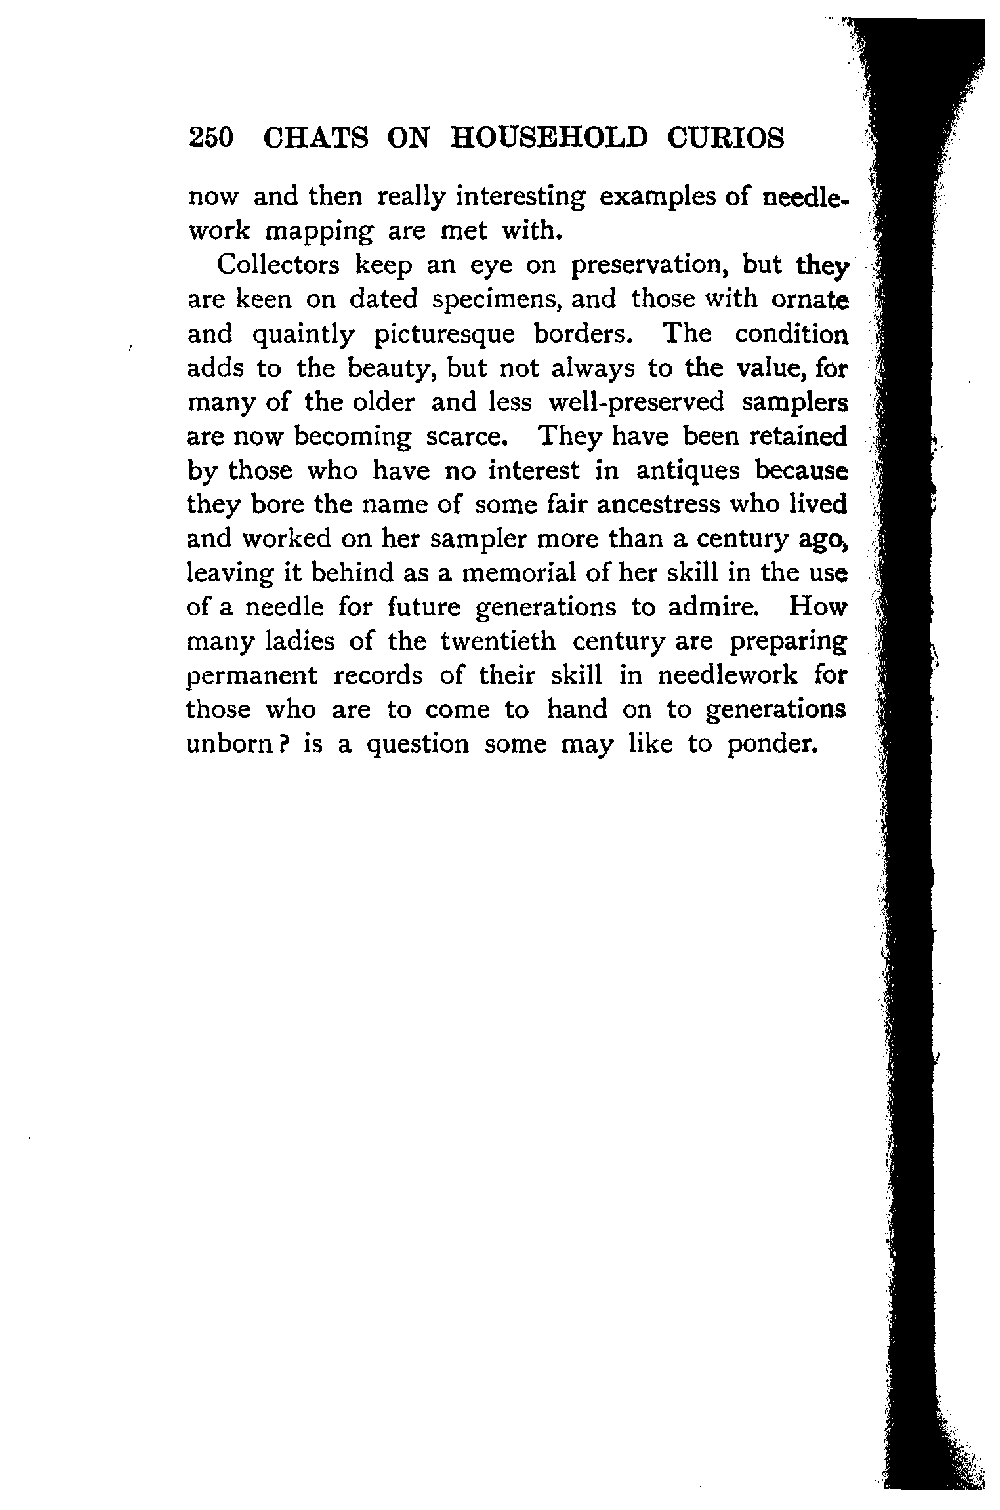 250 CHATS ON HOUSEHOLD CURIOS
now and then really interesting examples of needle-
work mapping are met with.
Collectors keep an eye on preservation, but they
are keen on dated specimens, and those with ornate
and quaintly picturesque borders. The condition
adds to the beauty, but not always to the value, for
many of the older and less well-preserved samplers
are now becoming scarce. They have been retained
by those who have no interest in antiques because
they bore the name of some fair ancestress who lived
and worked on her sampler more than a century ago,
leaving it behind as a memorial of her skill in the use
of a needle for future generations to admire. How
many ladies of the twentieth century are preparing
permanent records of their skill in needlework for
those who are to come to hand on to generations
unborn? is a question some may like to ponder.